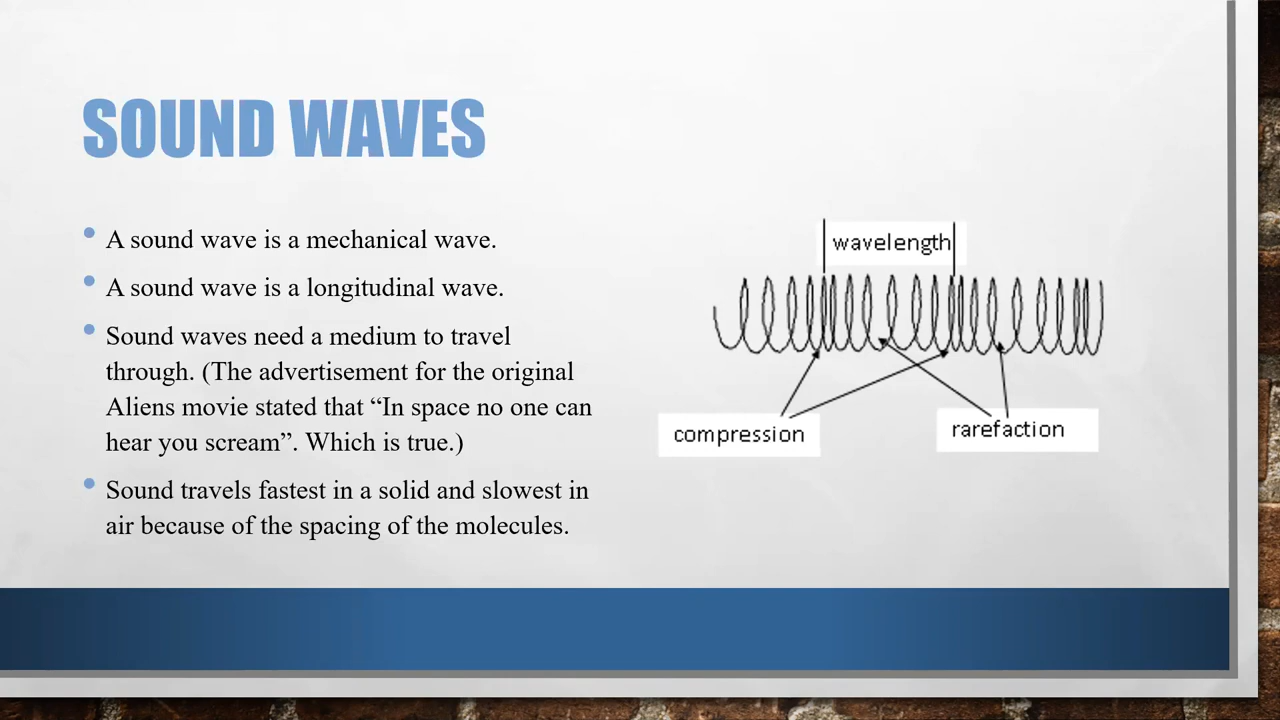 SOUND WAVES
A sound wave is a mechanical wave.
A sound wave is a longitudinal wave.
Sound waves need a medium to travel
through. (The advertisement for the original
Aliens movie stated that “In space no one can
hear you scream”. Which is true.)
Sound travels fastest in a solid and slowest in
air because of the spacing of the molecules.
wavelength
compression
rarefaction